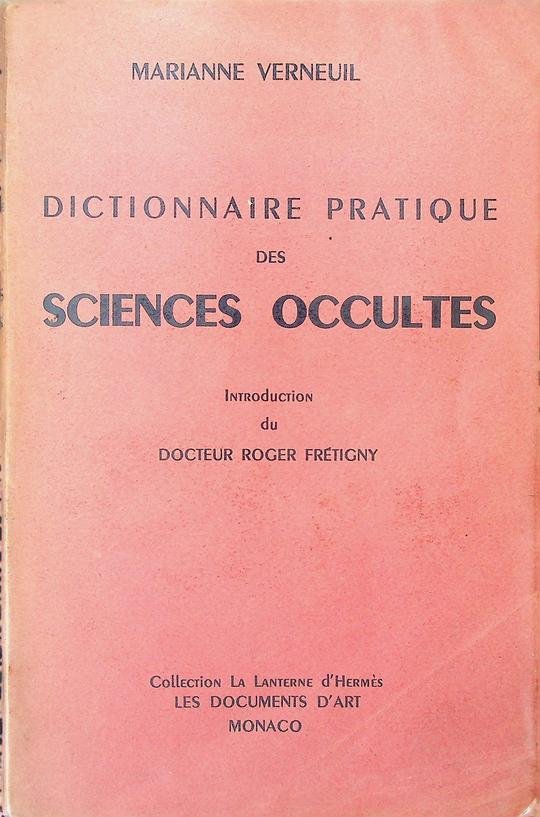 MARIANNE VERNEUIL
DICTIONNAIRE PRATIQUE
DES
SCIENCES OCCULTES
Introduction
du
DOCTEUR ROGER FRÉTIGNY
Collection La Lanterne d'Hermès
LES DOCUMENTS D'ART
MONACO